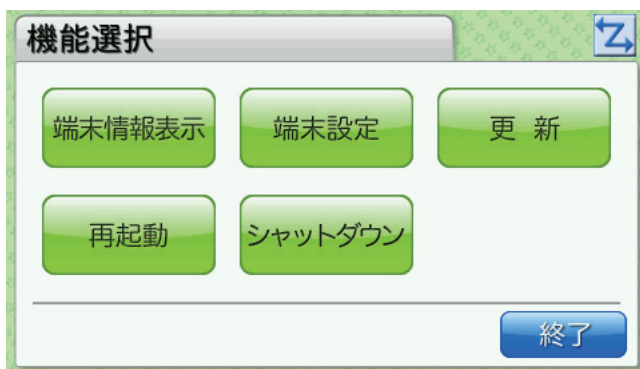 機能選択
端末情報表示
端末設定
更 新
再起動
シャットダウン
終了